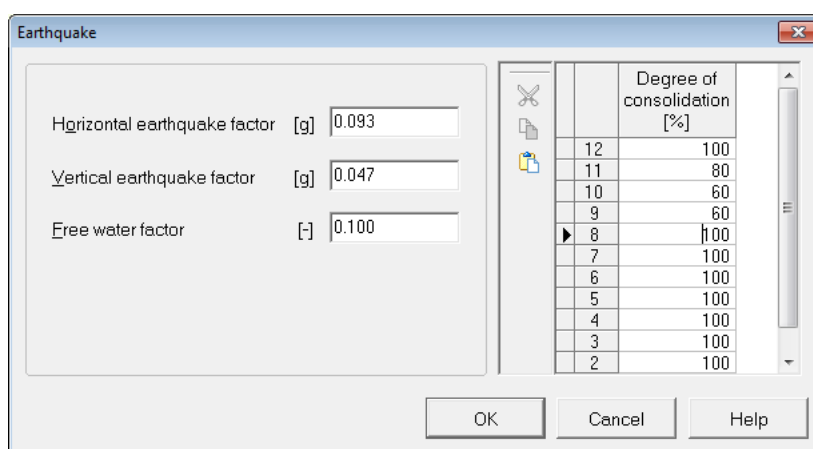 Earthquake
Horizontal earthquake factor [g] 0.093
Vertical earthquake factor [g] 0.047
Free water factor [-] 0.100
Degree of
consolidation
[%]
12 100
11 80
10 60
9 60
8 100
7 100
6 100
5 100
4 100
3 100
2 100
OK Cancel Help